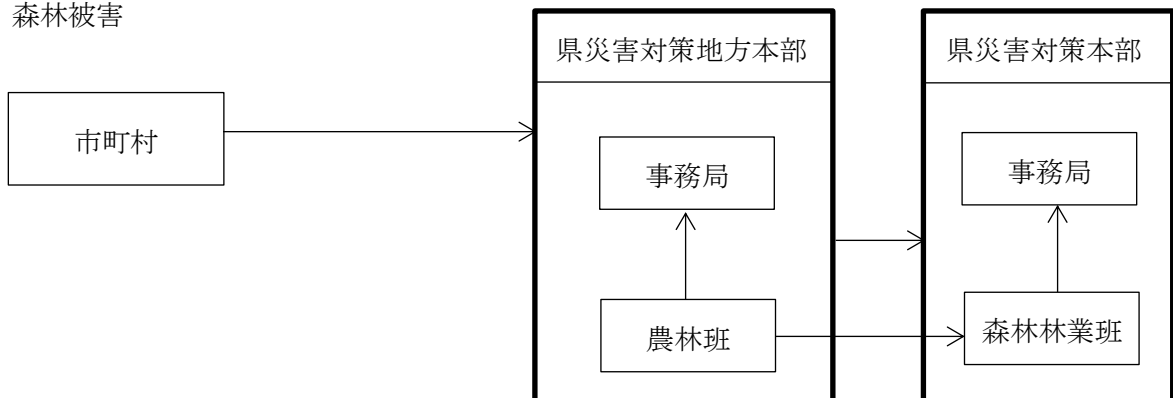 森林被害
県災害対策地方本部
県災害対策本部
市町村
事務局
事務局
農林班
森林林業班